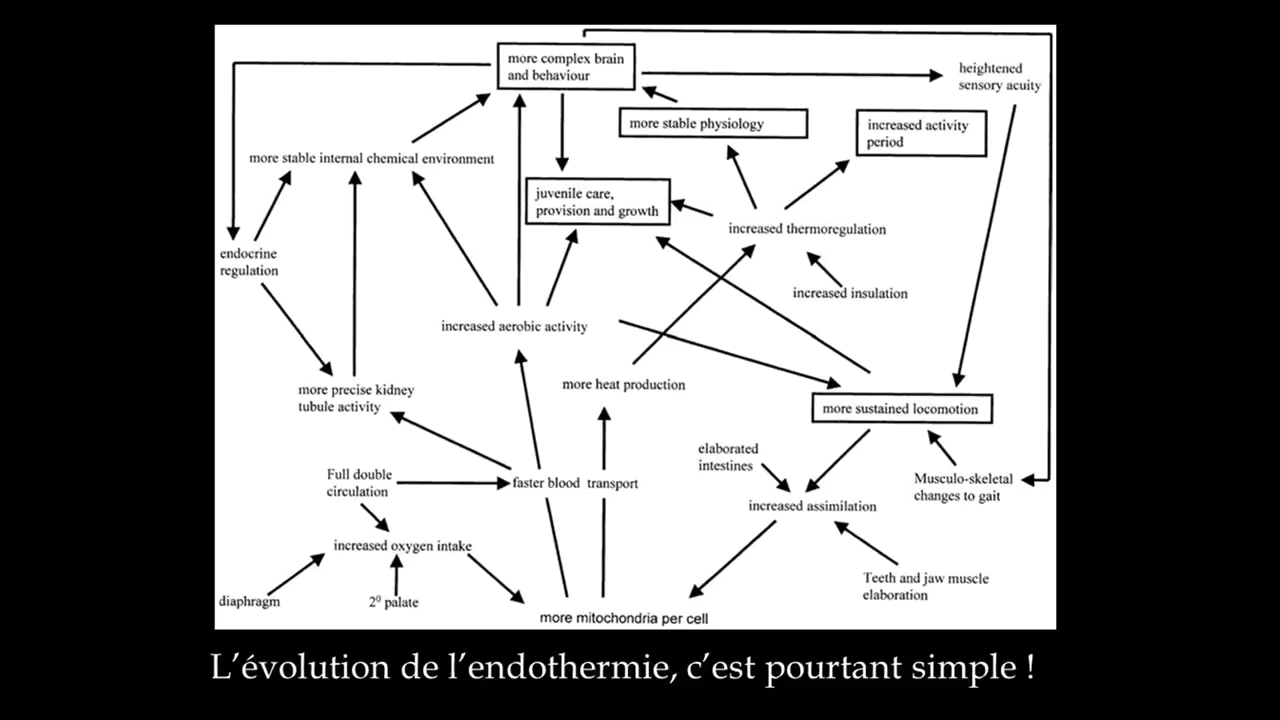 more complex brain
and behaviour
heightened
sensory acuity
more stable physiology
increased activity
period
more stable internal chemical environment
juvenile care,
provision and growth
increased thermoregulation
endocrine
regulation
increased insulation
increased aerobic activity
more heat production
more precise kidney
tubule activity
more sustained locomotion
elaborated
intestines
Full double
circulation
faster blood transport
Musculo-skeletal
changes to gait
increased assimilation
increased oxygen intake
Teeth and jaw muscle
elaboration
diaphragm
2⁰ palate
more mitochondria per cell
L’évolution de l’endothermie, c’est pourtant simple !